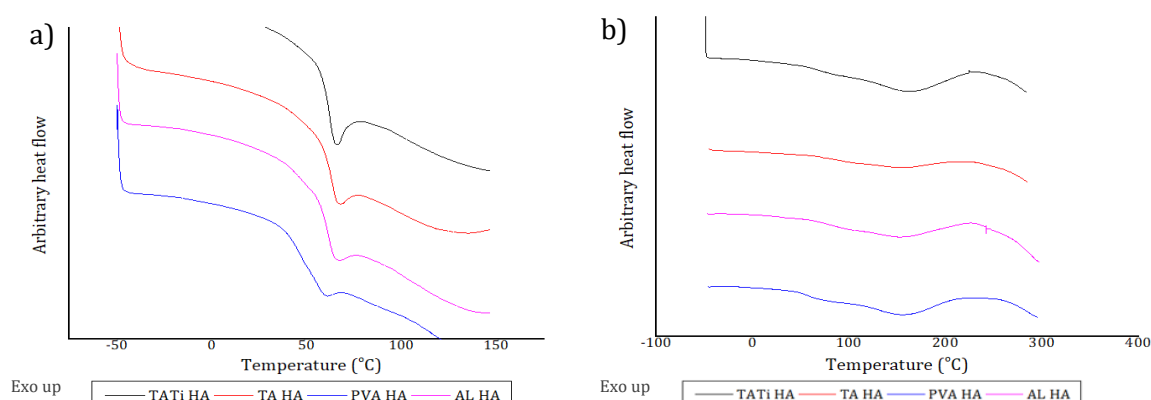 a)
Arbitrary heat flow
-50 0 50 100 150
Temperature (°C)
Exo up
TATi HA TA HA PVA HA AL HA
b)
Arbitrary heat flow
-100 0 100 200 300 400
Temperature (°C)
Exo up
TATi HA TA HA PVA HA AL HA